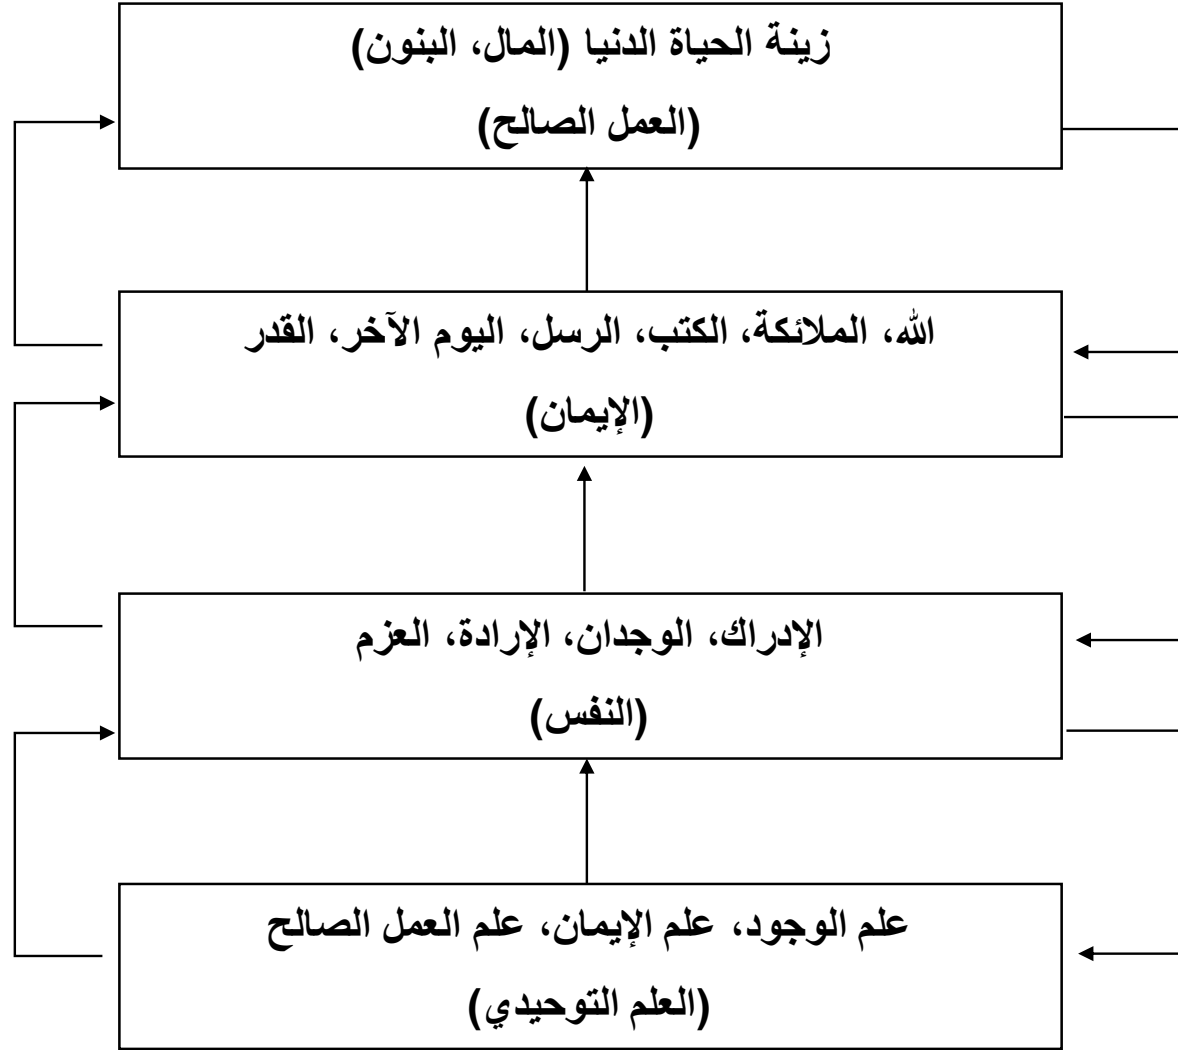 زينة الحياة الدنيا (المال، البنون)
(العمل الصالح)
الله، الملائكة، الكتب، الرسل، اليوم الآخر، القدر
(الإيمان)
الإدراك، الوجدان، الإرادة، العزم
(النفس)
علم الوجود، علم الإيمان، علم العمل الصالح
(العلم التوحيدي)